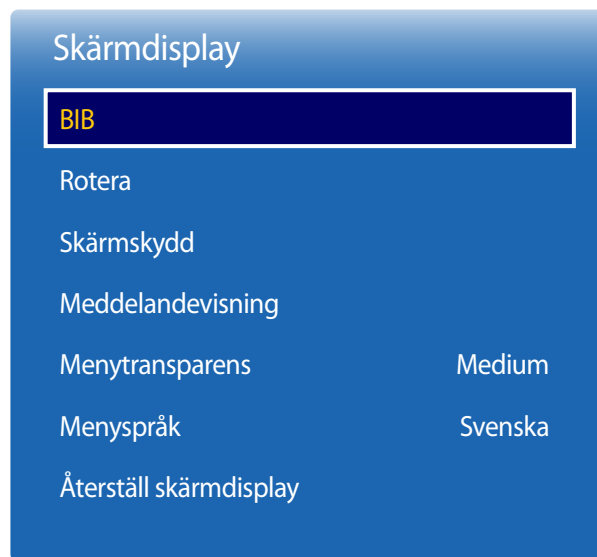 Skärmdisplay
BIB
Rotera
Skärmskydd
Meddelandevisning
Menytransparens Medium
Menyspråk Svenska
Återställ skärmdisplay